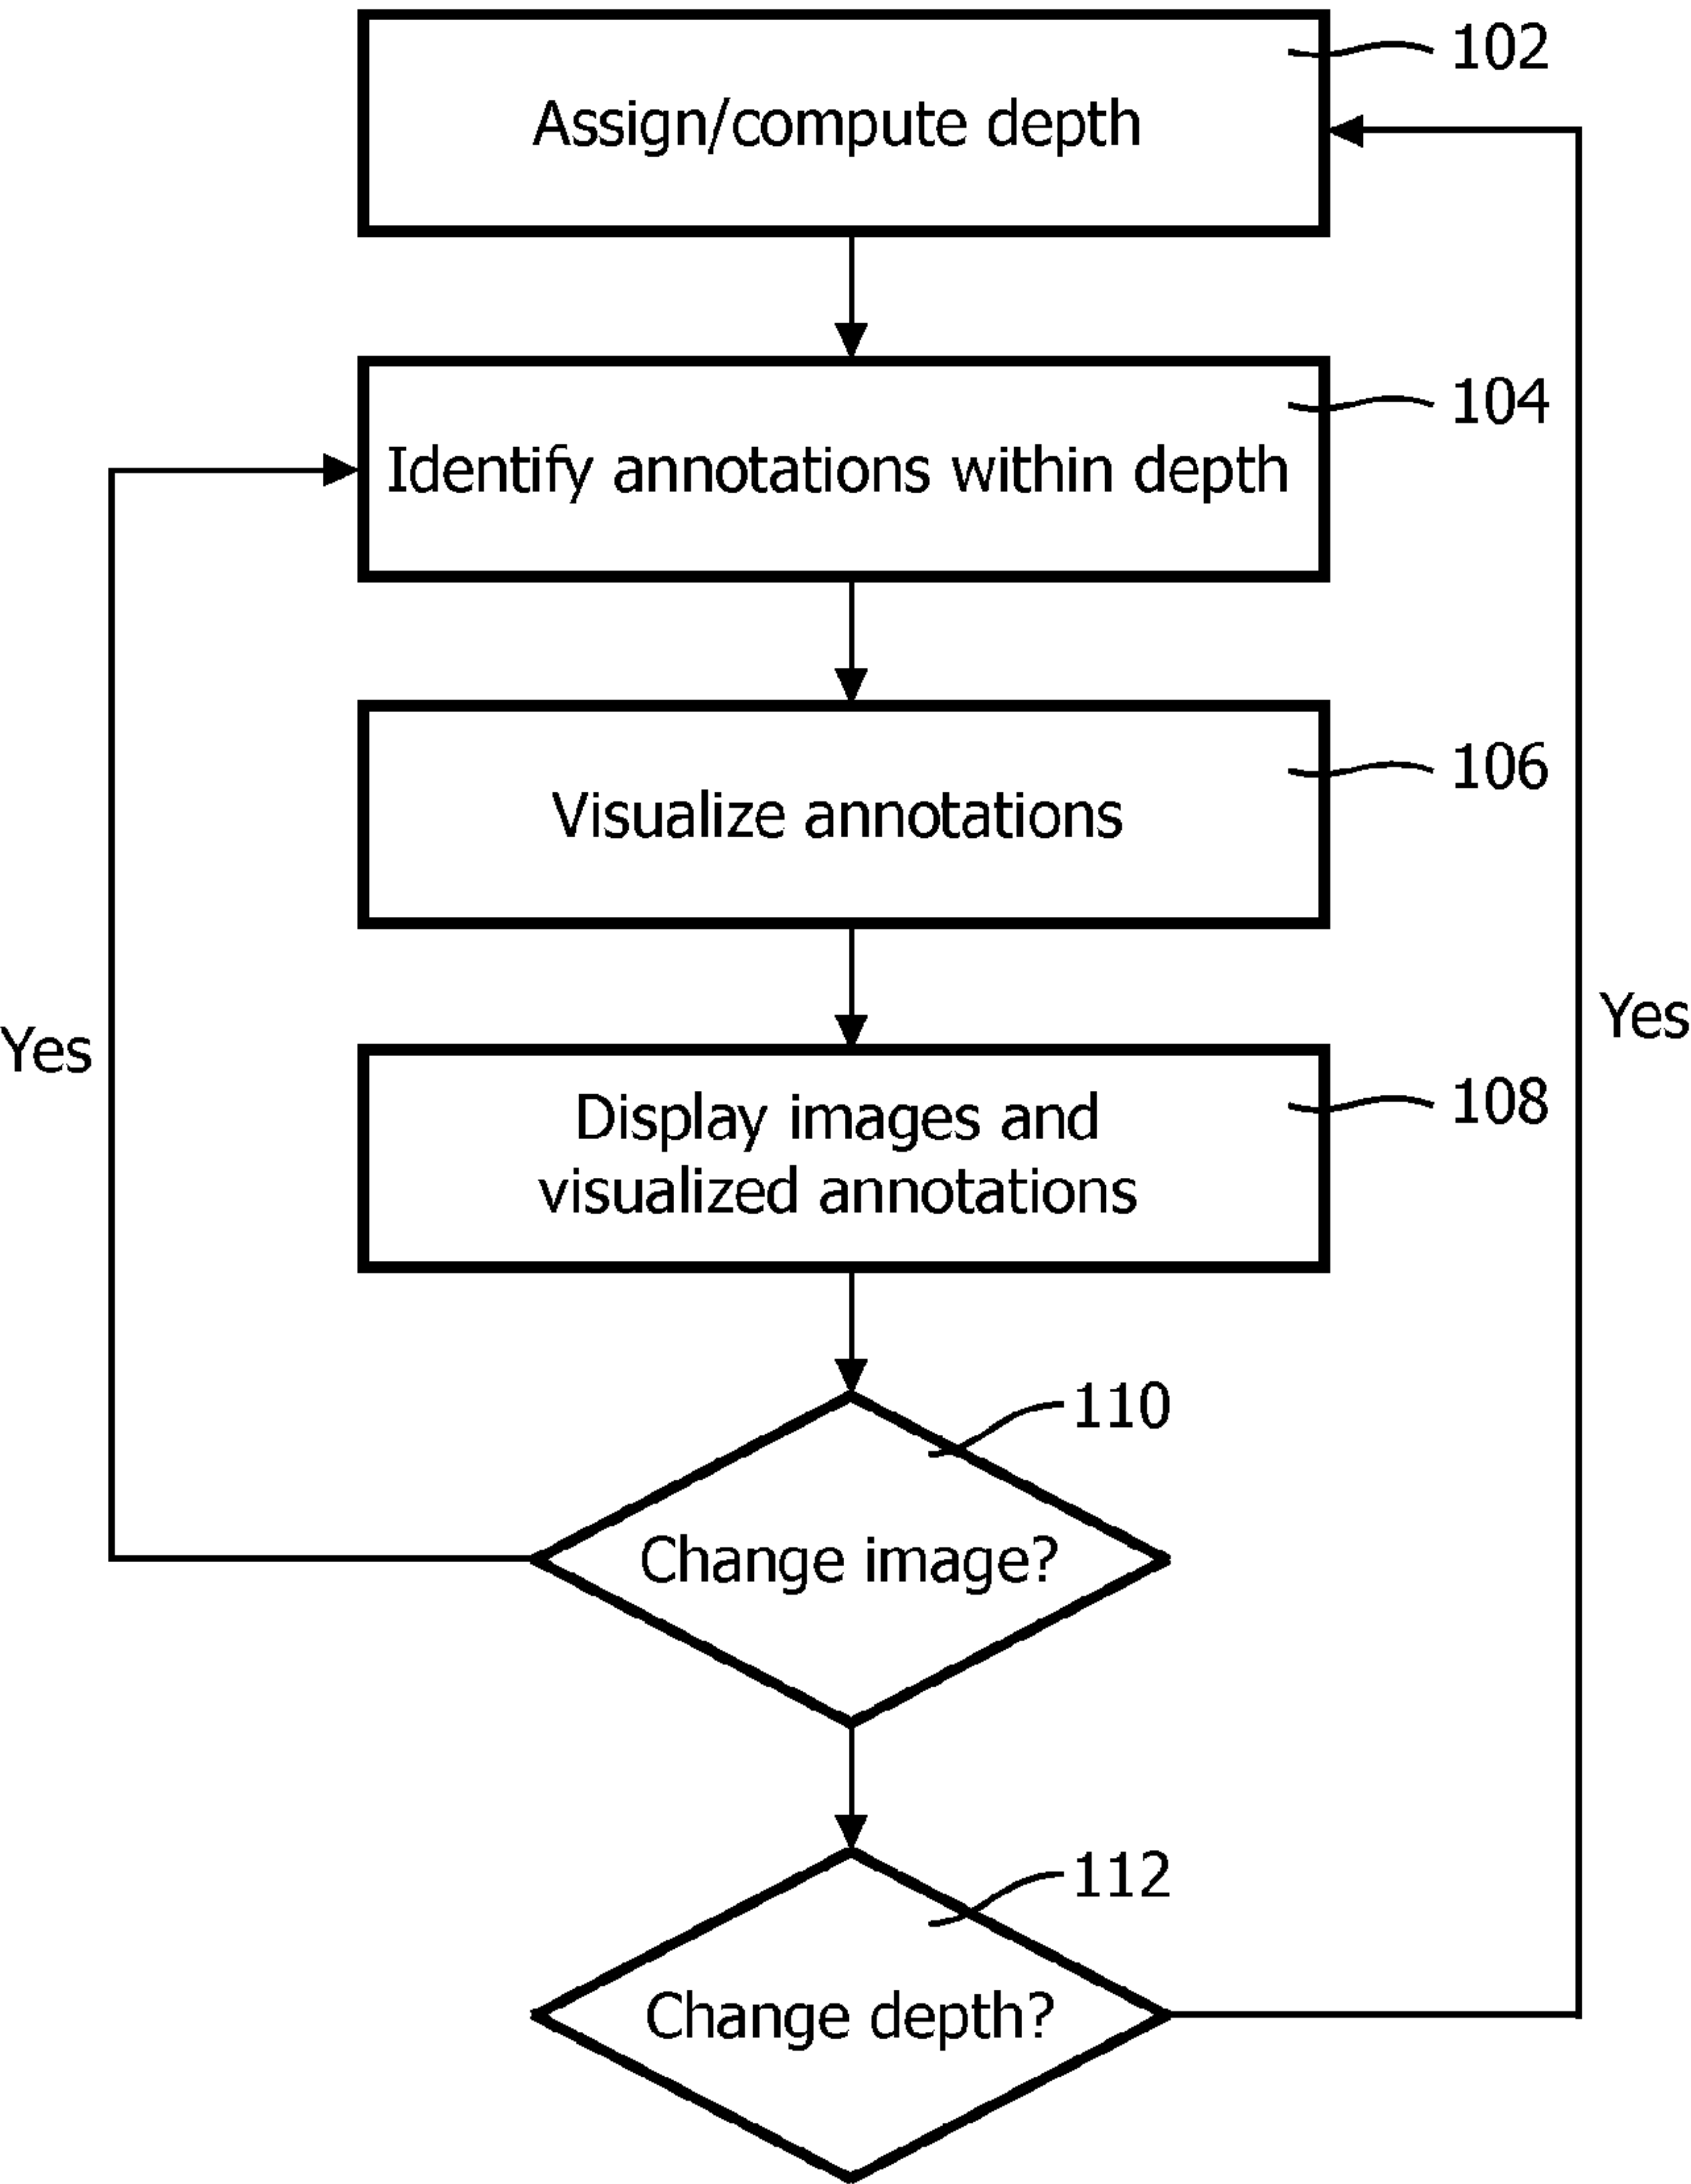 102
Assign/compute depth
104
Identify annotations within depth
106
Visualize annotations
Yes
Yes
108
Display images and
visualized annotations
110
Change image?
112
Change depth?